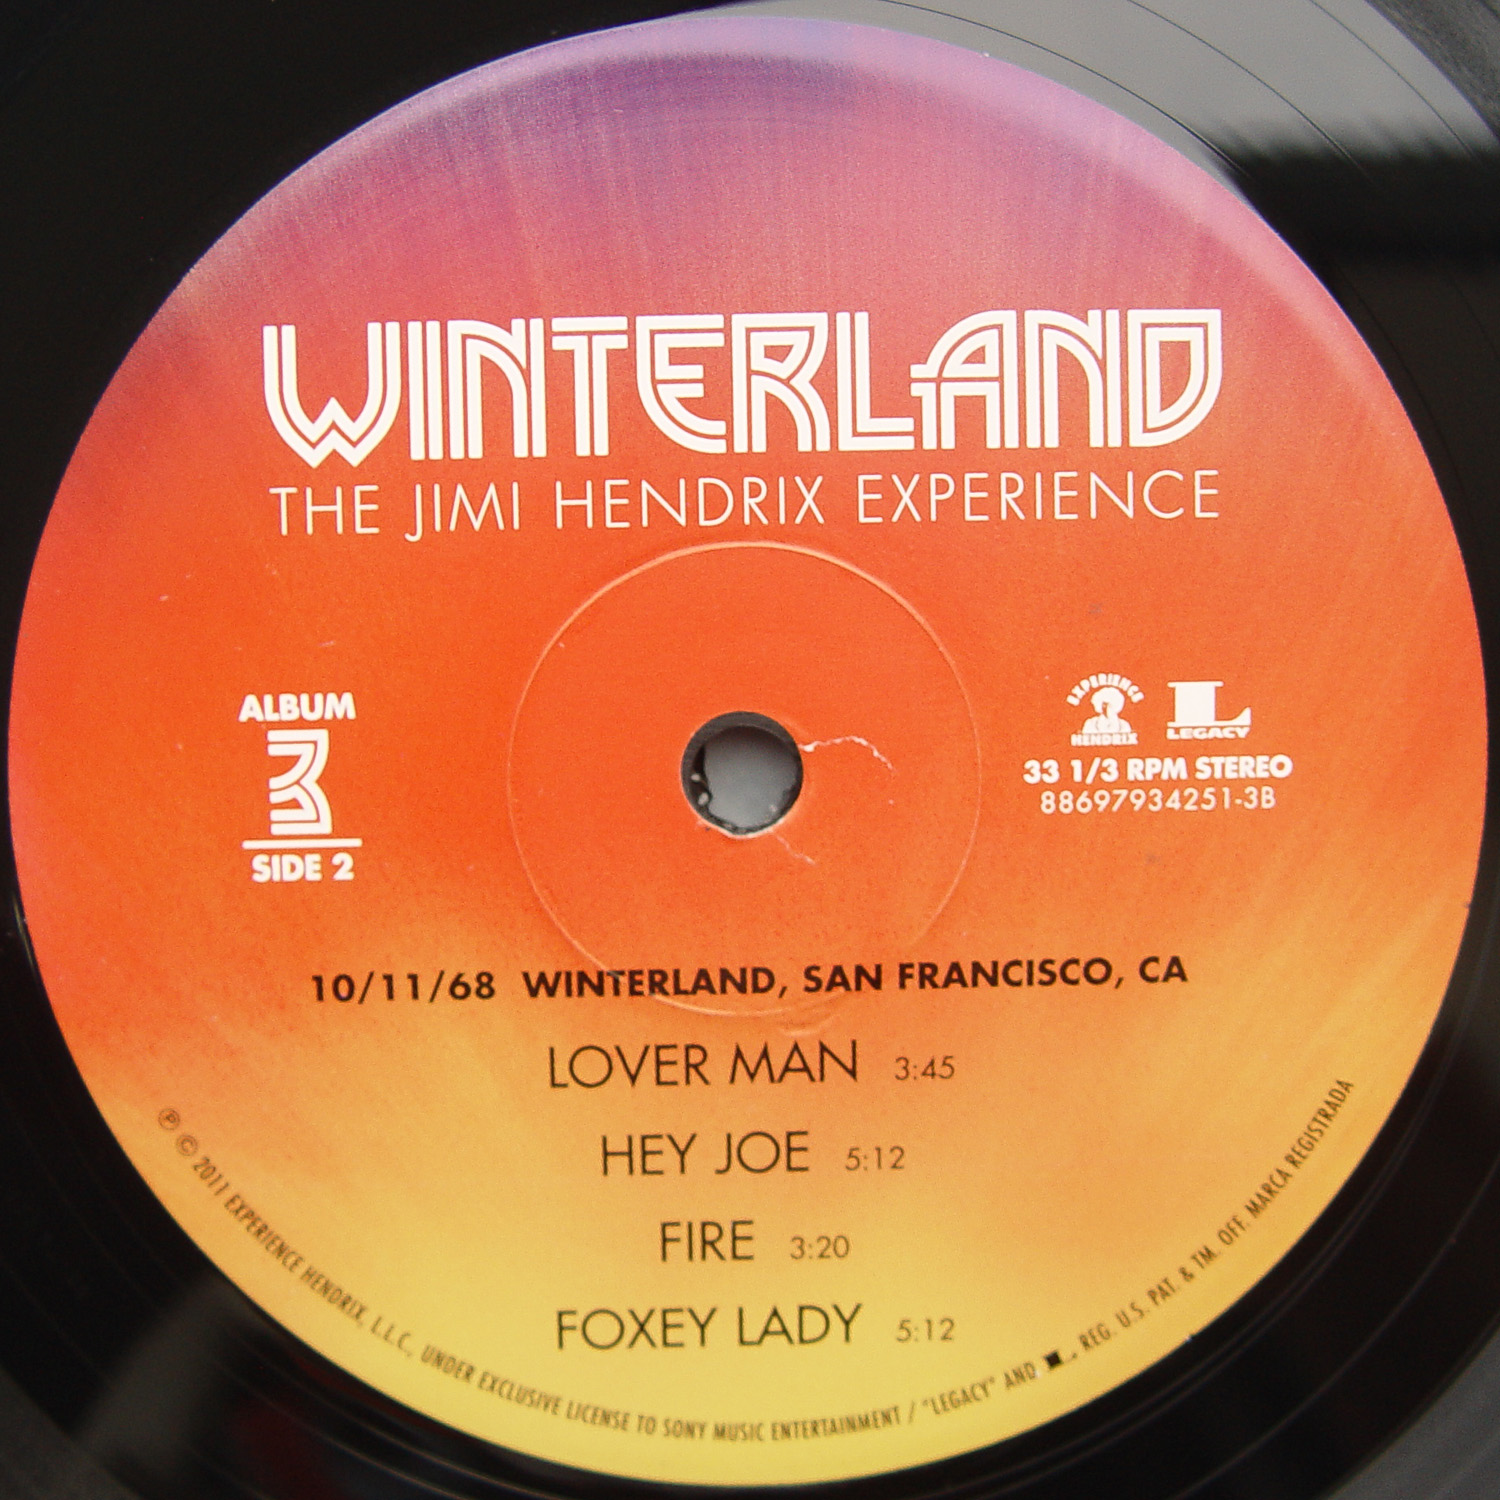 WINTERLAND
THE JIMI HENDRIX EXPERIENCE
ALBUM
3
SIDE 2
EXPERIENCE
HENDRIX
L
LEGACY
33 1/3 RPM STEREO
88697934251-3B
10/11/68 WINTERLAND, SAN FRANCISCO, CA
LOVER MAN 3:45
HEY JOE 5:12
FIRE 3:20
FOXEY LADY 5:12
℗ © 2011 EXPERIENCE HENDRIX, L.L.C., UNDER EXCLUSIVE LICENSE TO SONY MUSIC ENTERTAINMENT / "LEGACY" AND L REG. U.S. PAT. & TM. OFF. MARCA REGISTRADA